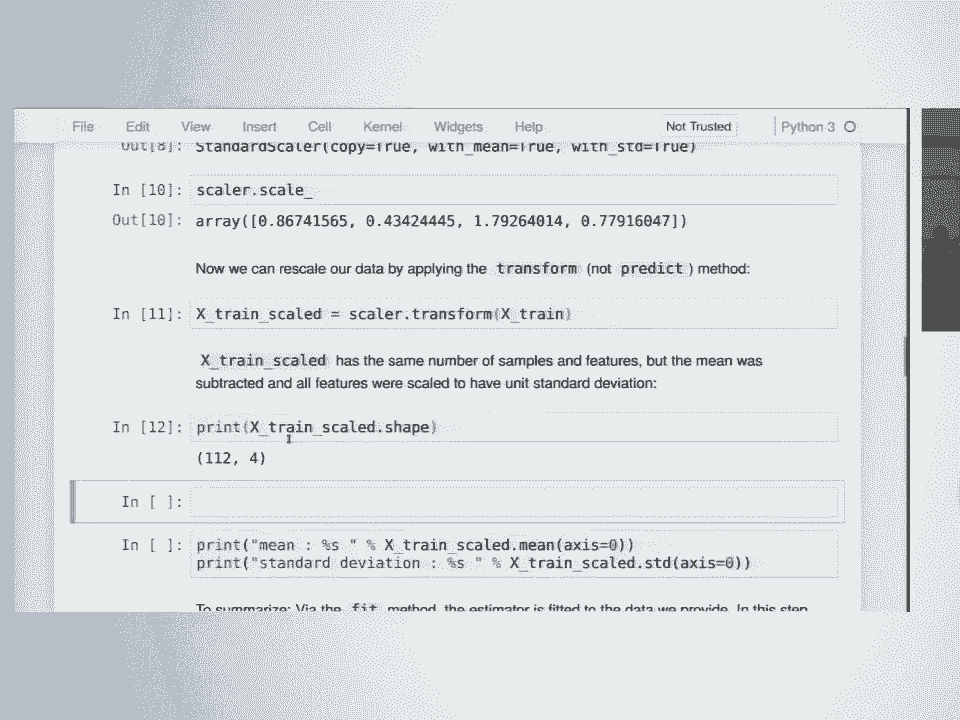 File Edit View Insert Cell Kernel Widgets Help Not Trusted Python 3
Out[8]: StandardScaler(copy=True, with_mean=True, with_std=True)
In [10]: scaler.scale_
Out[10]: array([0.86741565, 0.43424445, 1.79264014, 0.77916047])
Now we can rescale our data by applying the transform (not predict ) method:
In [11]: X_train_scaled = scaler.transform(X_train)
X_train_scaled has the same number of samples and features, but the mean was
subtracted and all features were scaled to have unit standard deviation:
In [12]: print(X_train_scaled.shape)
(112, 4)
In [ ]:
In [ ]: print("mean : %s " % X_train_scaled.mean(axis=0))
print("standard deviation : %s " % X_train_scaled.std(axis=0))
To summarize: Via the fit method, the estimator is fitted to the data we provide. In this step